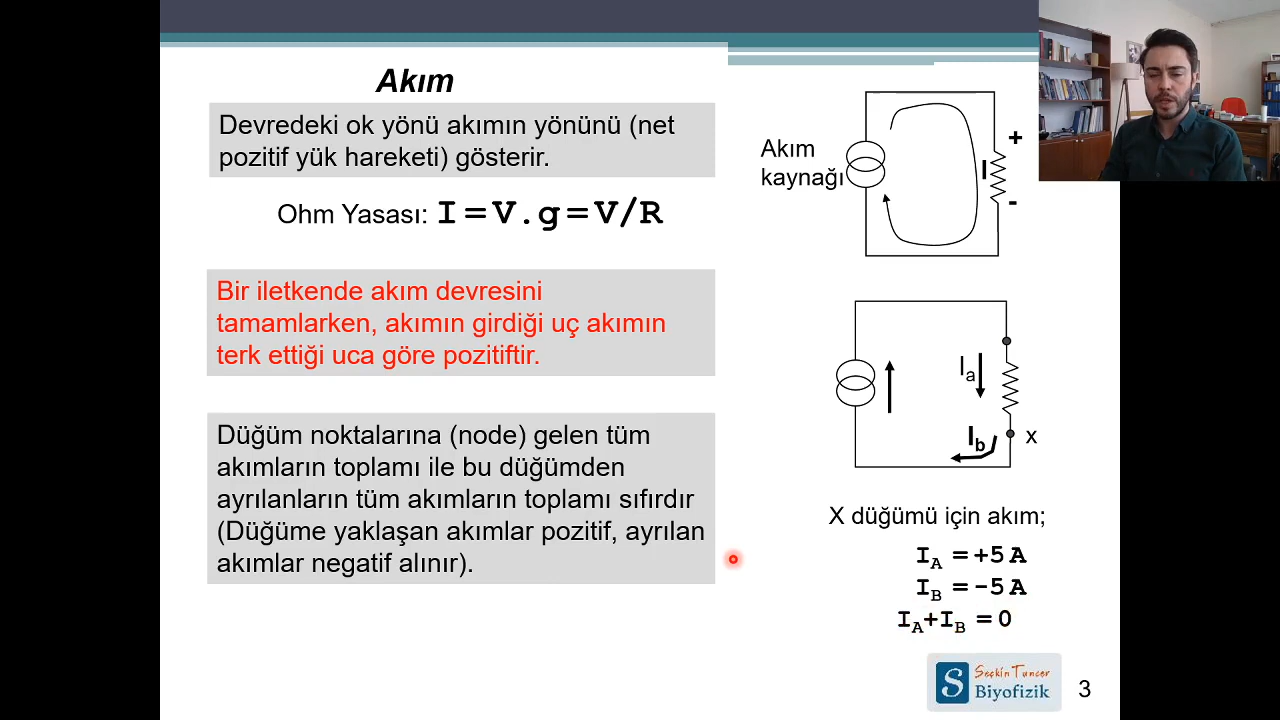 Akım
Devredeki ok yönü akımın yönünü (net
pozitif yük hareketi) gösterir.
Ohm Yasası: I=V.g=V/R
Bir iletkende akım devresini
tamamlarken, akımın girdiği uç akımın
terk ettiği uca göre pozitiftir.
Düğüm noktalarına (node) gelen tüm
akımların toplamı ile bu düğümden
ayrılanların tüm akımların toplamı sıfırdır
(Düğüme yaklaşan akımlar pozitif, ayrılan
akımlar negatif alınır).
Akım
kaynağı
I
+
-
Ia
Ib
x
X düğümü için akım;
IA =+5A
IB =-5A
IA+IB =0
S
Seçkin Tuncer
Biyofizik
3